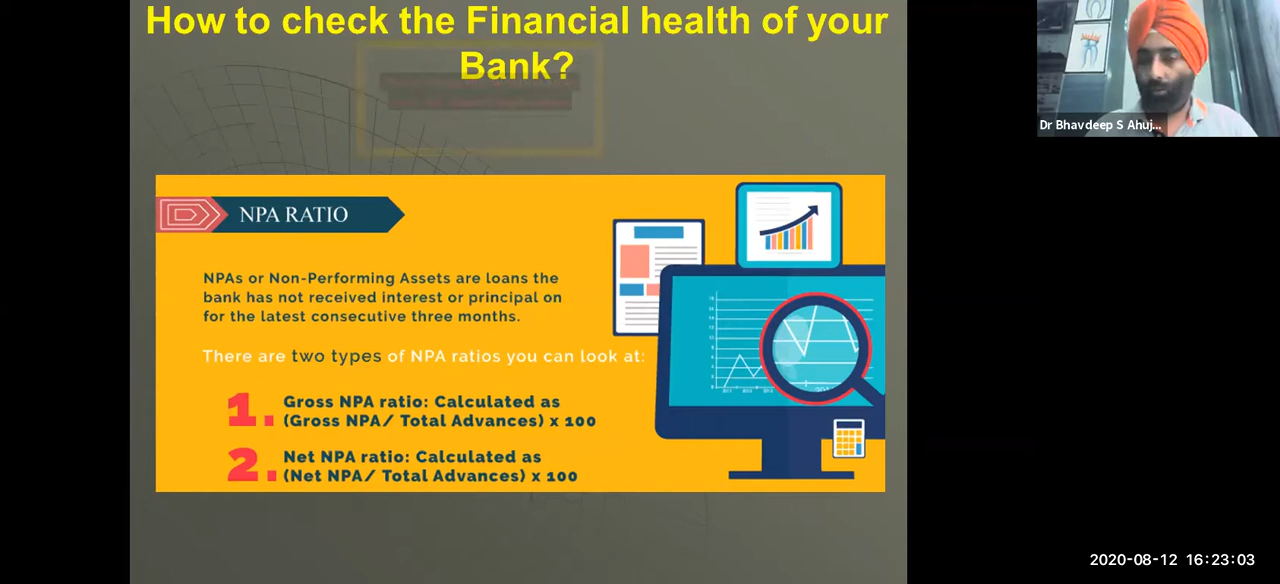 How to check the Financial health of your
Bank?
NPA RATIO
NPAs or Non-Performing Assets are loans the
bank has not received interest or principal on
for the latest consecutive three months.
There are two types of NPA ratios you can look at:
1. Gross NPA ratio: Calculated as
(Gross NPA/ Total Advances) x 100
2. Net NPA ratio: Calculated as
(Net NPA/ Total Advances) x 100
Dr Bhavdeep S Ahuj...
2020-08-12 16:23:03